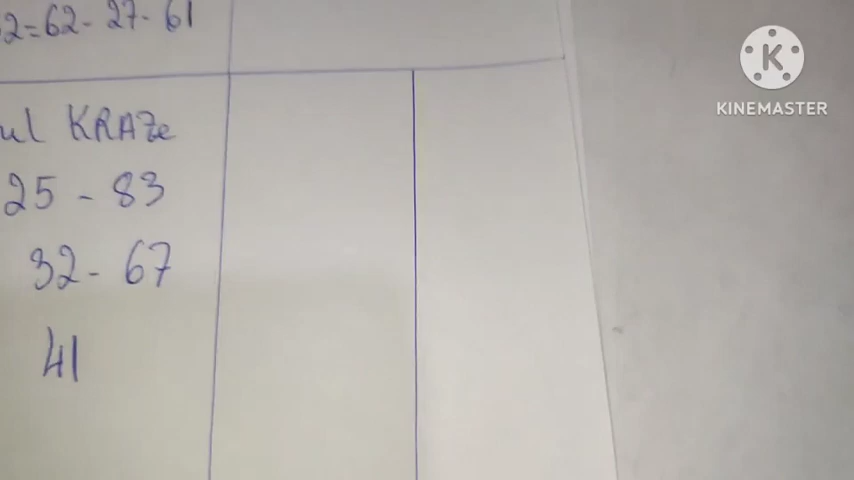 2=62-27-61
ul KRAZe
25 - 83
32 - 67
41
KINEMASTER